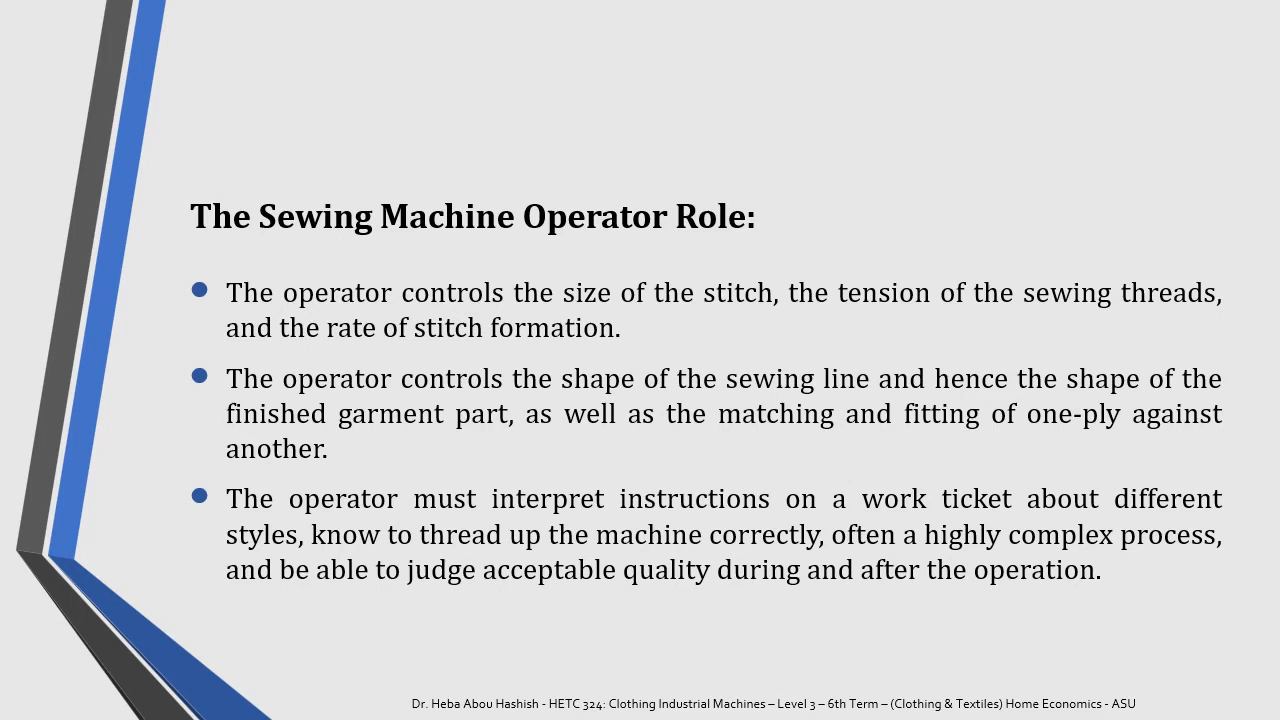 The Sewing Machine Operator Role:
The operator controls the size of the stitch, the tension of the sewing threads,
and the rate of stitch formation.
The operator controls the shape of the sewing line and hence the shape of the
finished garment part, as well as the matching and fitting of one-ply against
another.
The operator must interpret instructions on a work ticket about different
styles, know to thread up the machine correctly, often a highly complex process,
and be able to judge acceptable quality during and after the operation.
Dr. Heba Abou Hashish - HETC 324: Clothing Industrial Machines – Level 3 – 6th Term – (Clothing & Textiles) Home Economics - ASU